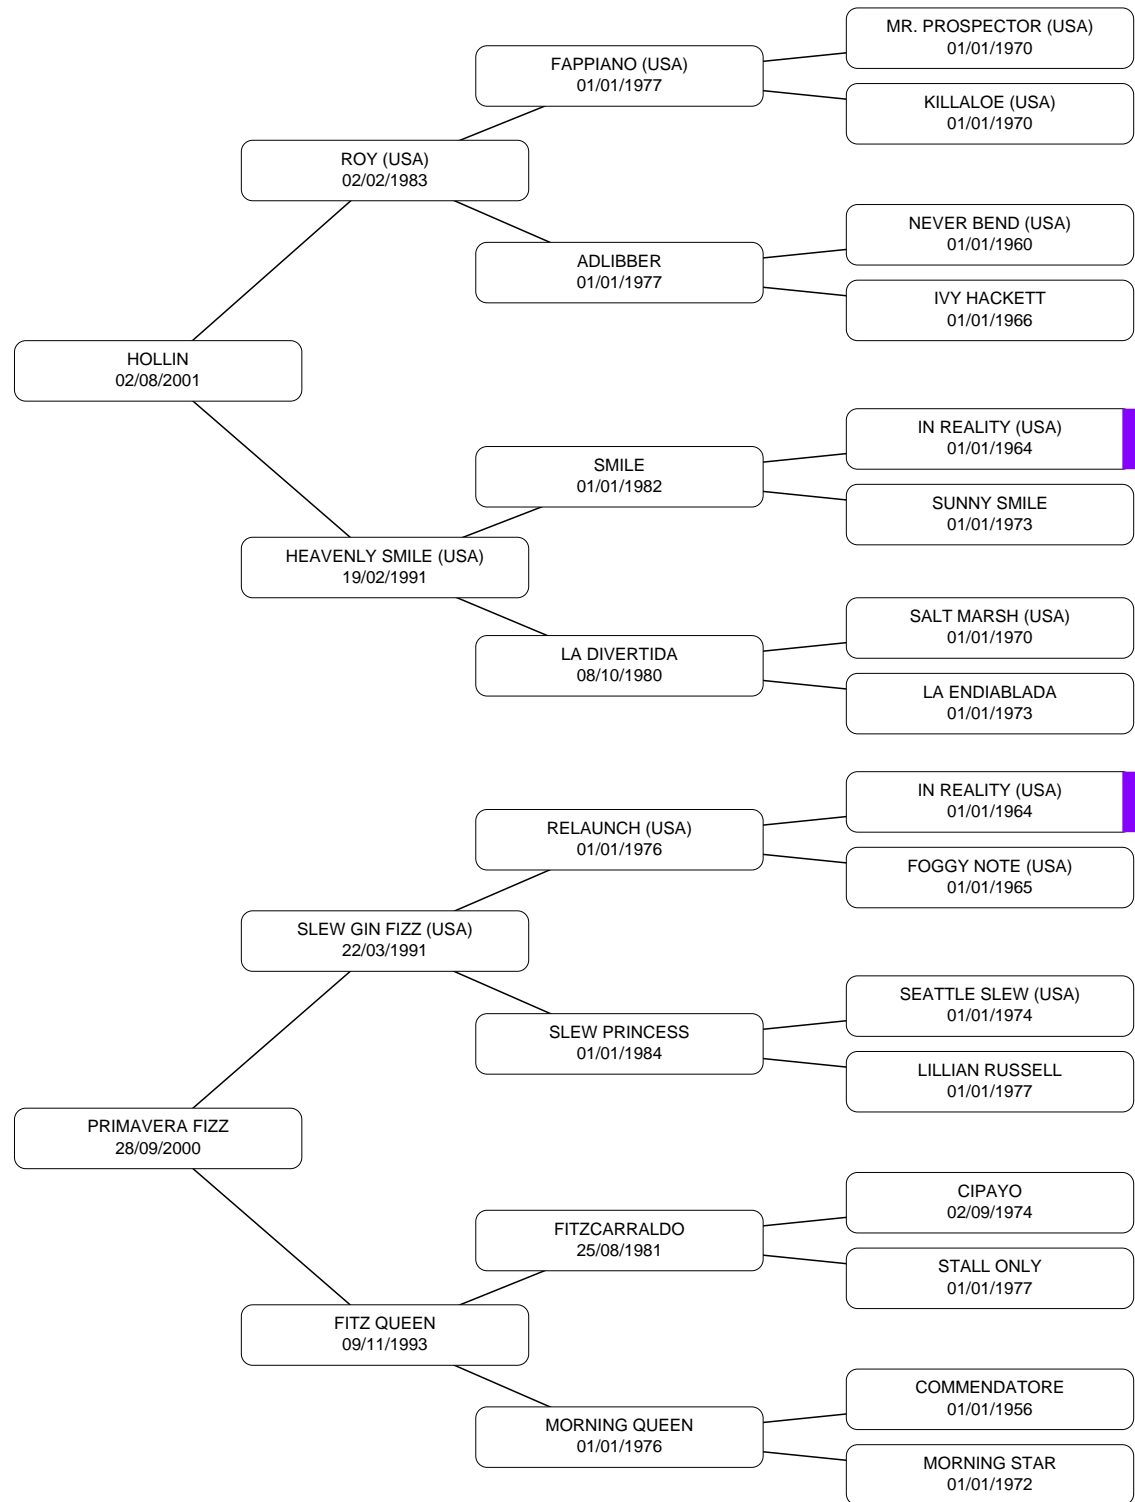 MR. PROSPECTOR (USA)
01/01/1970
FAPPIANO (USA)
01/01/1977
KILLALOE (USA)
01/01/1970
ROY (USA)
02/02/1983
NEVER BEND (USA)
01/01/1960
ADLIBBER
01/01/1977
IVY HACKETT
01/01/1966
HOLLIN
02/08/2001
IN REALITY (USA)
01/01/1964
SMILE
01/01/1982
SUNNY SMILE
01/01/1973
HEAVENLY SMILE (USA)
19/02/1991
SALT MARSH (USA)
01/01/1970
LA DIVERTIDA
08/10/1980
LA ENDIABLADA
01/01/1973
IN REALITY (USA)
01/01/1964
RELAUNCH (USA)
01/01/1976
FOGGY NOTE (USA)
01/01/1965
SLEW GIN FIZZ (USA)
22/03/1991
SEATTLE SLEW (USA)
01/01/1974
SLEW PRINCESS
01/01/1984
LILLIAN RUSSELL
01/01/1977
PRIMAVERA FIZZ
28/09/2000
CIPAYO
02/09/1974
FITZCARRALDO
25/08/1981
STALL ONLY
01/01/1977
FITZ QUEEN
09/11/1993
COMMENDATORE
01/01/1956
MORNING QUEEN
01/01/1976
MORNING STAR
01/01/1972